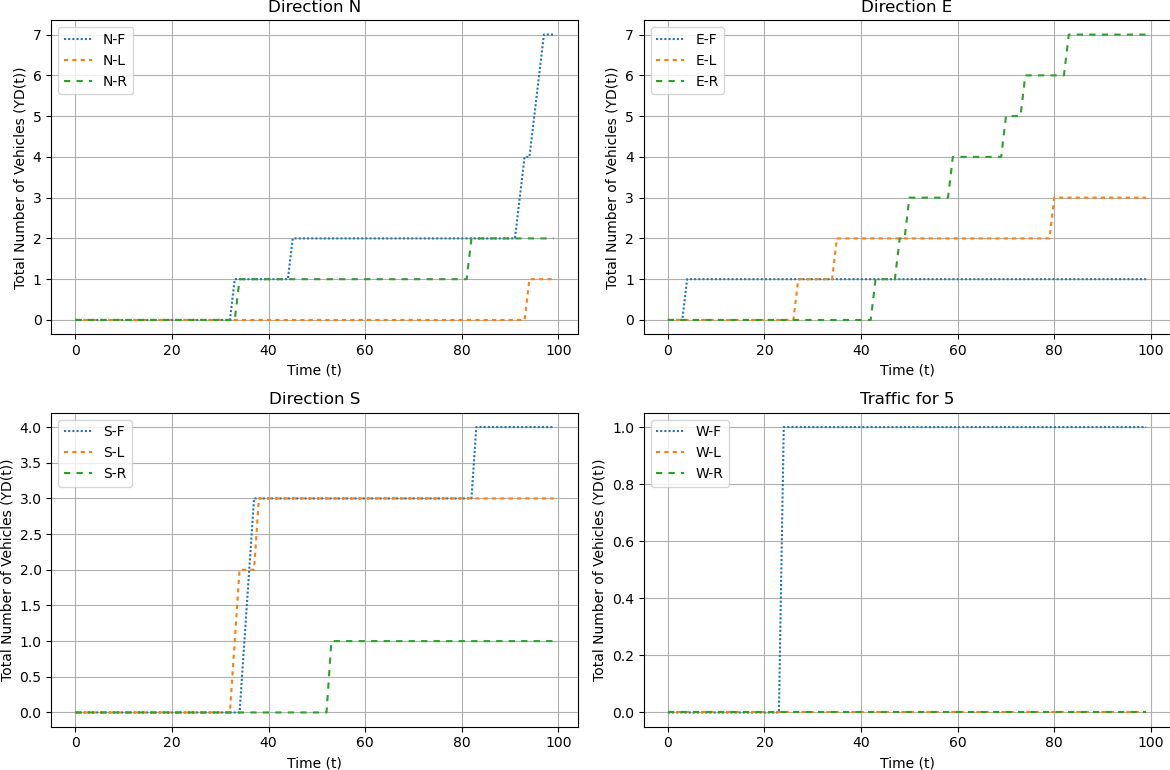 Direction N
Total Number of Vehicles (YD(t))
7
6
5
4
3
2
1
0
N-F
N-L
N-R
0 20 40 60 80 100
Time (t)
Direction E
Total Number of Vehicles (YD(t))
7
6
5
4
3
2
1
0
E-F
E-L
E-R
0 20 40 60 80 100
Time (t)
Direction S
Total Number of Vehicles (YD(t))
4.0
3.5
3.0
2.5
2.0
1.5
1.0
0.5
0.0
S-F
S-L
S-R
0 20 40 60 80 100
Time (t)
Traffic for 5
Total Number of Vehicles (YD(t))
1.0
0.8
0.6
0.4
0.2
0.0
W-F
W-L
W-R
0 20 40 60 80 100
Time (t)